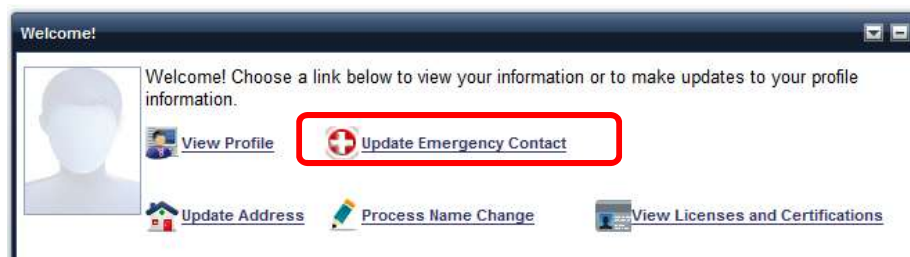 Welcome!
Welcome! Choose a link below to view your information or to make updates to your profile
information.
View Profile Update Emergency Contact
Update Address Process Name Change View Licenses and Certifications